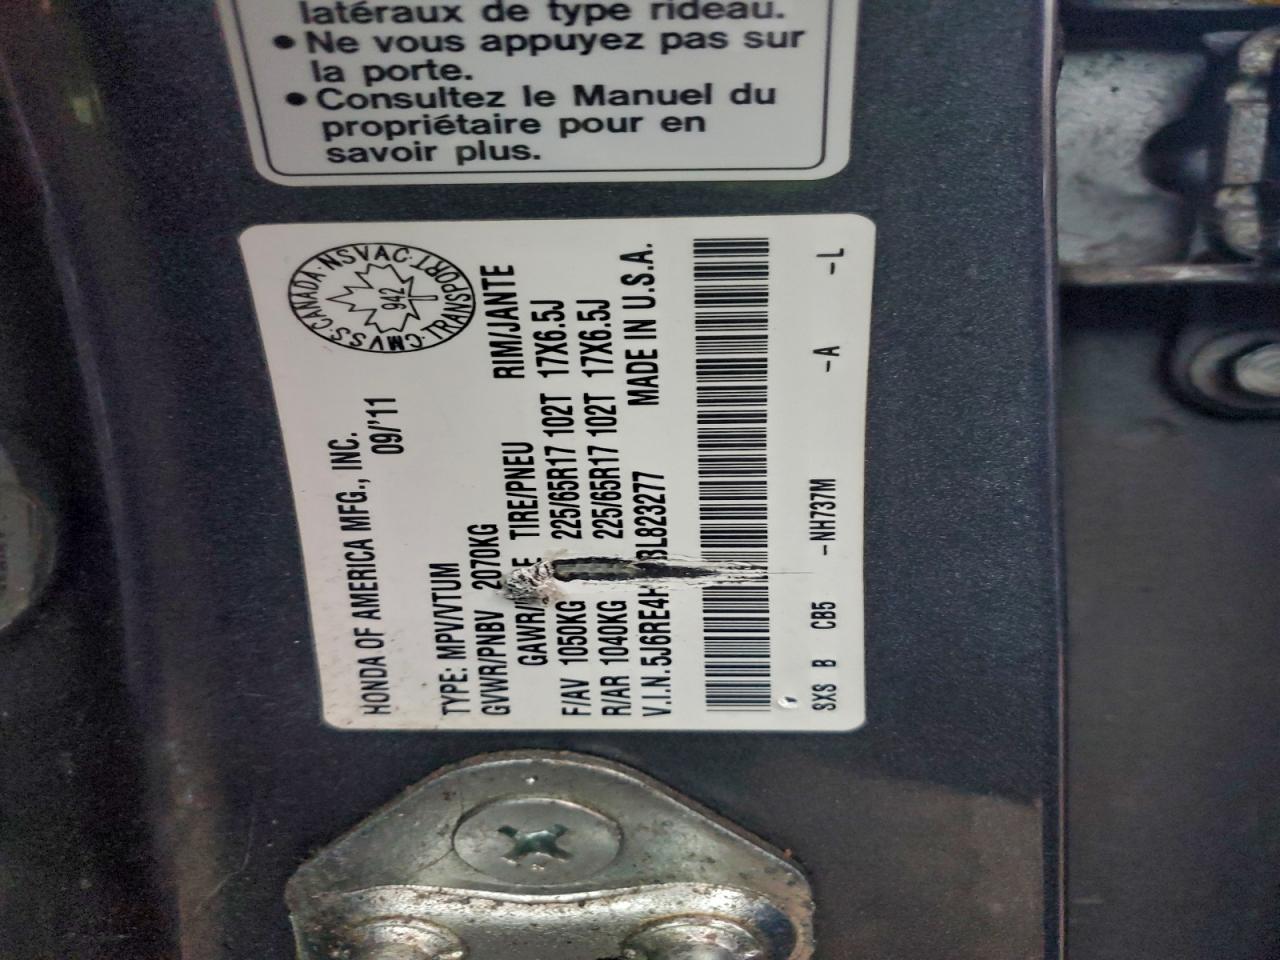 latéraux de type rideau.
• Ne vous appuyez pas sur
la porte.
• Consultez le Manuel du
propriétaire pour en
savoir plus.
HONDA OF AMERICA MFG., INC.
09/'11
CANADA · NSVAC · TRANSPORT · CMVSS
942
TYPE: MPV/VTUM
GVWR/PNBV 2070KG
TIRE/PNEU RIM/JANTE
F/AV 1050KG 225/65R17 102T 17X6.5J
R/AR 1040KG 225/65R17 102T 17X6.5J
V.I.N. MADE IN U.S.A.
SXS B CB5 -NH737M -A -L